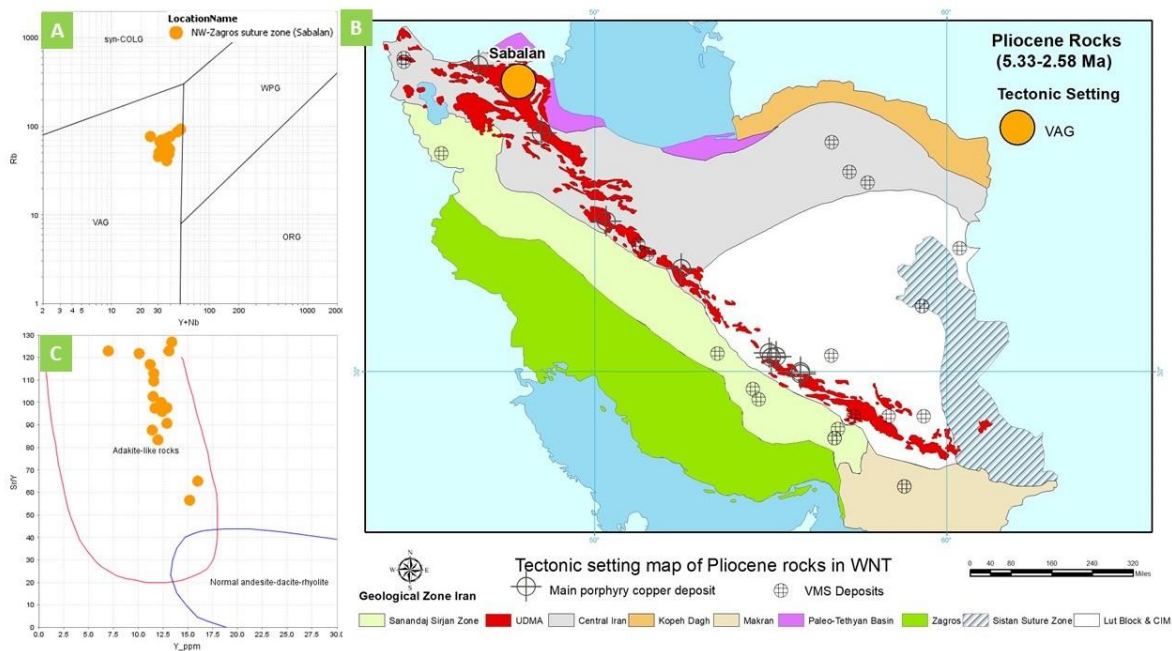 A
LocationName
NW-Zagros suture zone (Sabalan)
syn-COLG
WPG
VAG
ORG
Rb
1000
100
10
1
2 3 4 5 10 20 30 100 200 1000 2000
Y+Nb
C
Adakite-like rocks
Normal andesite-dacite-rhyolite
Sr/Y
130
120
110
100
90
80
70
60
50
40
30
20
10
0
0.0 2.5 5.0 7.5 10.0 12.5 15.0 17.5 20.0 22.5 25.0 27.5 30.0
Y_ppm
B
50°
60°
Sabalan
Pliocene Rocks
(5.33-2.58 Ma)
Tectonic Setting
VAG
50°
60°
N
W E
S
Tectonic setting map of Pliocene rocks in WNT
Geological Zone Iran
Main porphyry copper deposit
VMS Deposits
0 40 80 160 240 320
Miles
Sanandaj Sirjan Zone UDMA Central Iran Kopeh Dagh Makran Paleo-Tethyan Basin Zagros Sistan Suture Zone Lut Block & CIM